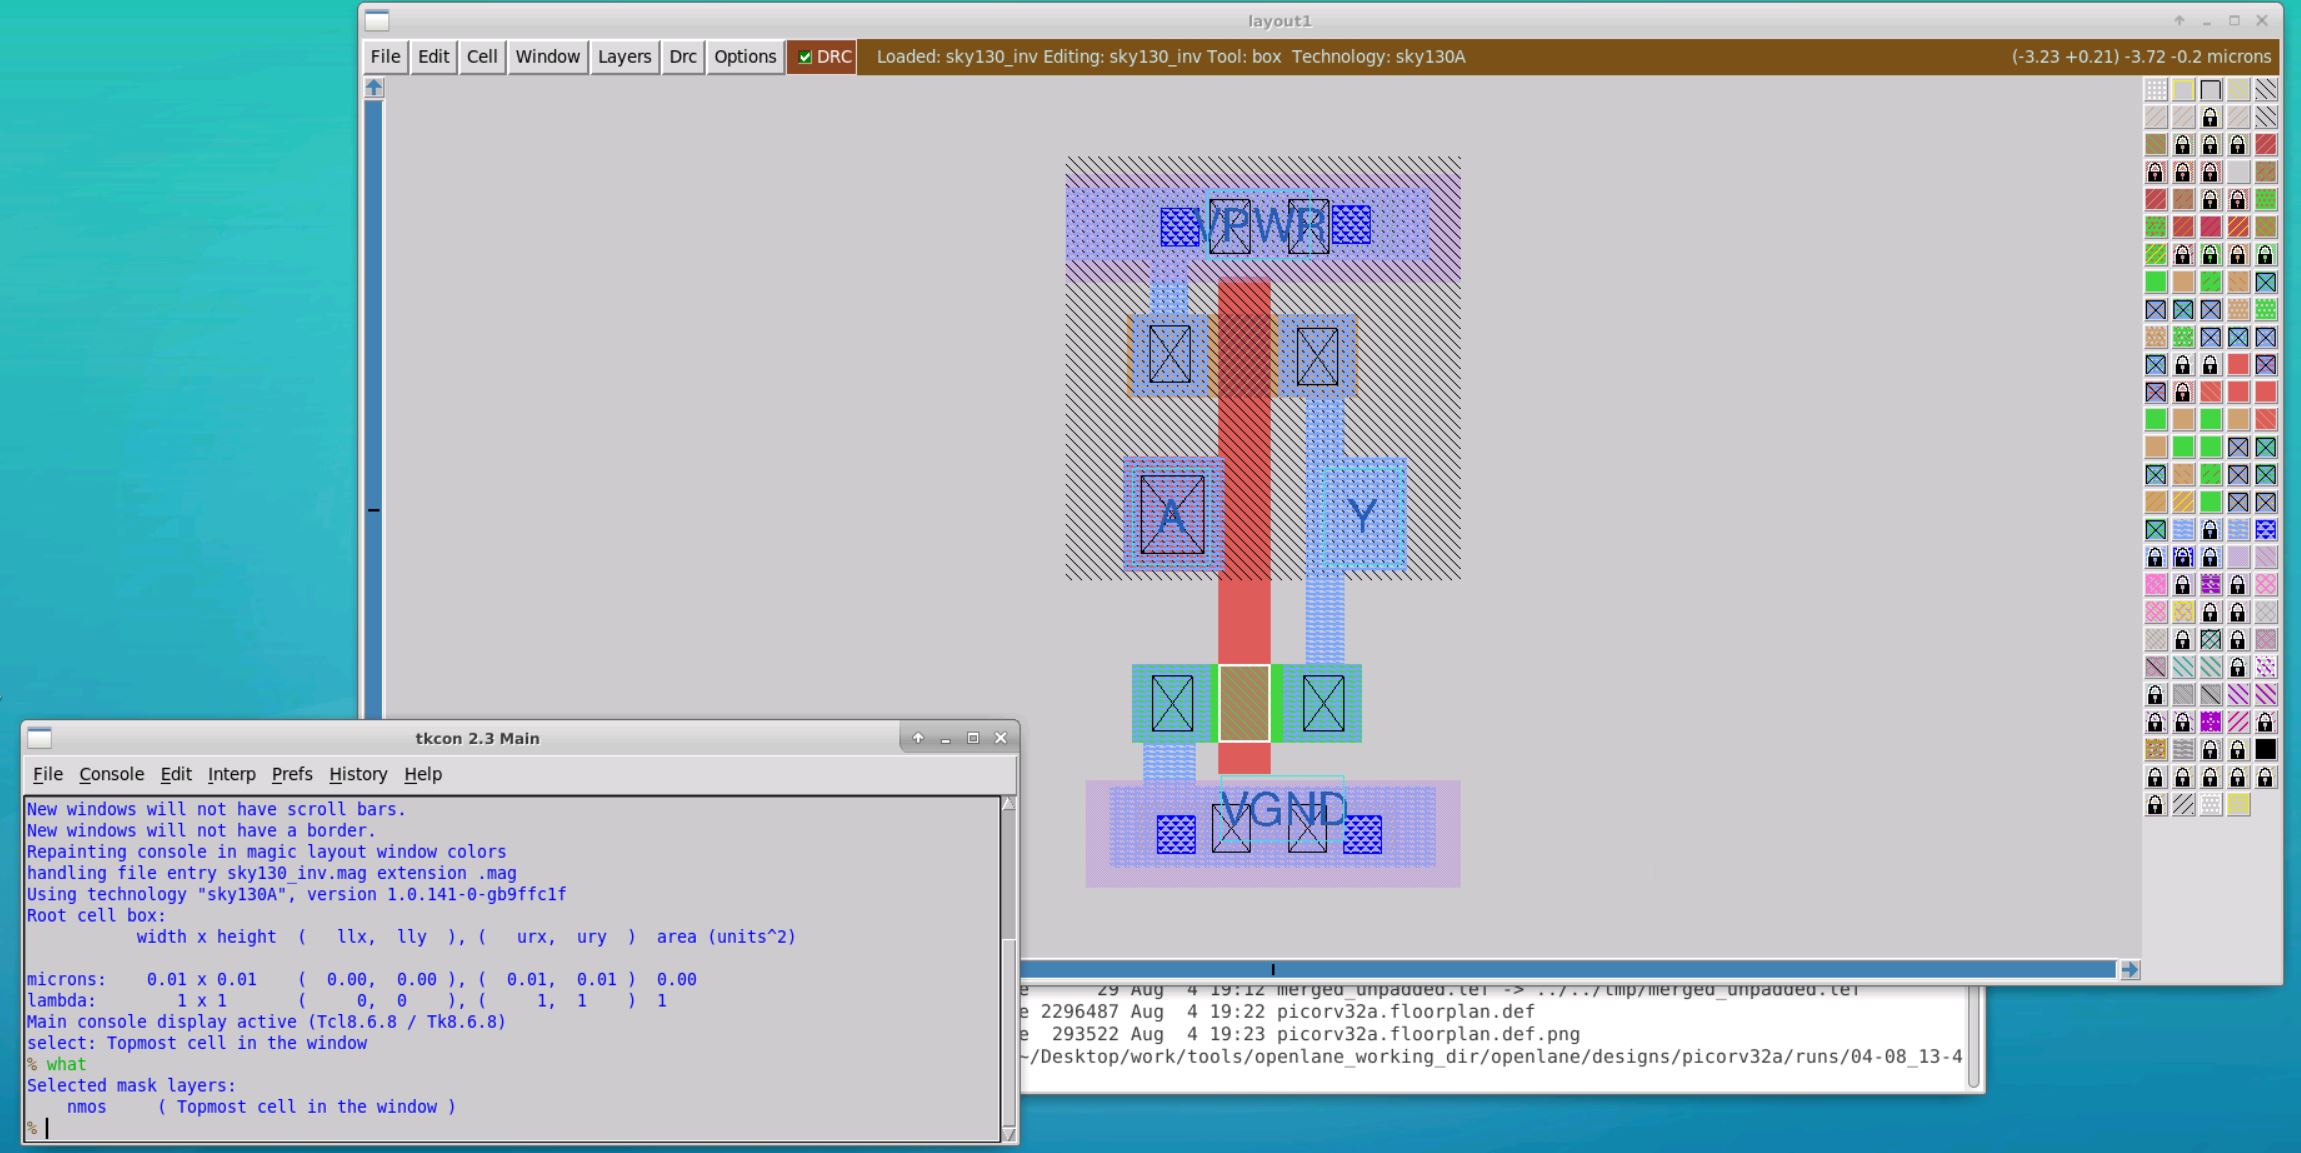 layout1
File Edit Cell Window Layers Drc Options DRC Loaded: sky130_inv Editing: sky130_inv Tool: box Technology: sky130A (-3.23 +0.21) -3.72 -0.2 microns
VPWR
A Y
VGND
tkcon 2.3 Main
File Console Edit Interp Prefs History Help
New windows will not have scroll bars.
New windows will not have a border.
Repainting console in magic layout window colors
handling file entry sky130_inv.mag extension .mag
Using technology "sky130A", version 1.0.141-0-gb9ffc1f
Root cell box:
width x height ( llx, lly ), ( urx, ury ) area (units^2)
microns: 0.01 x 0.01 ( 0.00, 0.00 ), ( 0.01, 0.01 ) 0.00
lambda: 1 x 1 ( 0, 0 ), ( 1, 1 ) 1
Main console display active (Tcl8.6.8 / Tk8.6.8)
select: Topmost cell in the window
% what
Selected mask layers:
nmos ( Topmost cell in the window )
%
e 29 Aug 4 19:12 merged_unpadded.lef -> ../../tmp/merged_unpadded.lef
e 2296487 Aug 4 19:22 picorv32a.floorplan.def
e 293522 Aug 4 19:23 picorv32a.floorplan.def.png
~/Desktop/work/tools/openlane_working_dir/openlane/designs/picorv32a/runs/04-08_13-4